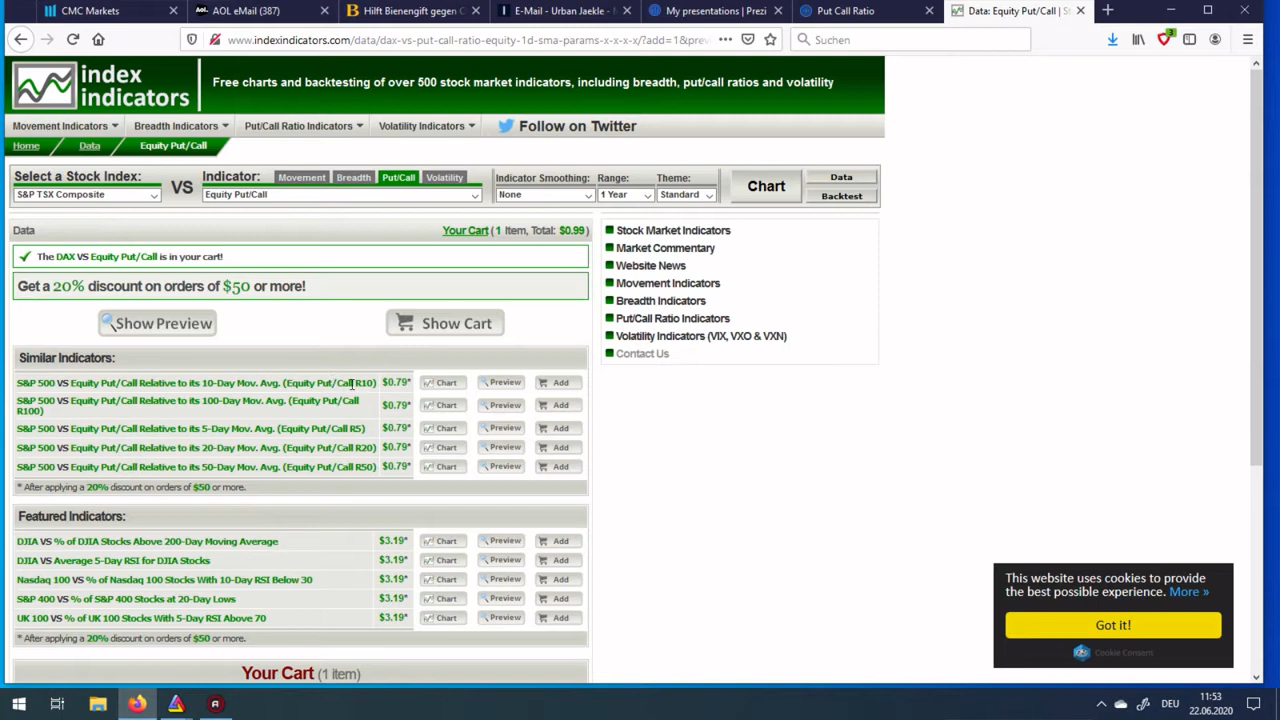 CMC Markets
AOL eMail (387)
Hilft Bienengift gegen C
E-Mail - Urban Jaekle - 
My presentations | Prezi
Put Call Ratio
Data: Equity Put/Call | St
www.indexindicators.com/data/dax-vs-put-call-ratio-equity-1d-sma-params-x-x-x-x/?add=1&prev
Suchen
3
index
indicators
Free charts and backtesting of over 500 stock market indicators, including breadth, put/call ratios and volatility
Movement Indicators
Breadth Indicators
Put/Call Ratio Indicators
Volatility Indicators
Follow on Twitter
Home
Data
Equity Put/Call
Select a Stock Index:
VS
Indicator:
Movement
Breadth
Put/Call
Volatility
Indicator Smoothing:
Range:
Theme:
Chart
Data
S&P TSX Composite
Equity Put/Call
None
1 Year
Standard
Backtest
Data
Your Cart ( 1 Item, Total: $0.99 )
The DAX VS Equity Put/Call is in your cart!
Get a 20% discount on orders of $50 or more!
Show Preview
Show Cart
Similar Indicators:
S&P 500 VS Equity Put/Call Relative to its 10-Day Mov. Avg. (Equity Put/Call R10) $0.79* Chart Preview Add
S&P 500 VS Equity Put/Call Relative to its 100-Day Mov. Avg. (Equity Put/Call
R100) $0.79* Chart Preview Add
S&P 500 VS Equity Put/Call Relative to its 5-Day Mov. Avg. (Equity Put/Call R5) $0.79* Chart Preview Add
S&P 500 VS Equity Put/Call Relative to its 20-Day Mov. Avg. (Equity Put/Call R20) $0.79* Chart Preview Add
S&P 500 VS Equity Put/Call Relative to its 50-Day Mov. Avg. (Equity Put/Call R50) $0.79* Chart Preview Add
* After applying a 20% discount on orders of $50 or more.
Featured Indicators:
DJIA VS % of DJIA Stocks Above 200-Day Moving Average $3.19* Chart Preview Add
DJIA VS Average 5-Day RSI for DJIA Stocks $3.19* Chart Preview Add
Nasdaq 100 VS % of Nasdaq 100 Stocks With 10-Day RSI Below 30 $3.19* Chart Preview Add
S&P 400 VS % of S&P 400 Stocks at 20-Day Lows $3.19* Chart Preview Add
UK 100 VS % of UK 100 Stocks With 5-Day RSI Above 70 $3.19* Chart Preview Add
* After applying a 20% discount on orders of $50 or more.
Your Cart (1 item)
Stock Market Indicators
Market Commentary
Website News
Movement Indicators
Breadth Indicators
Put/Call Ratio Indicators
Volatility Indicators (VIX, VXO & VXN)
Contact Us
This website uses cookies to provide
the best possible experience. More »
Got it!
Cookie Consent
DEU
11:53
22.06.2020